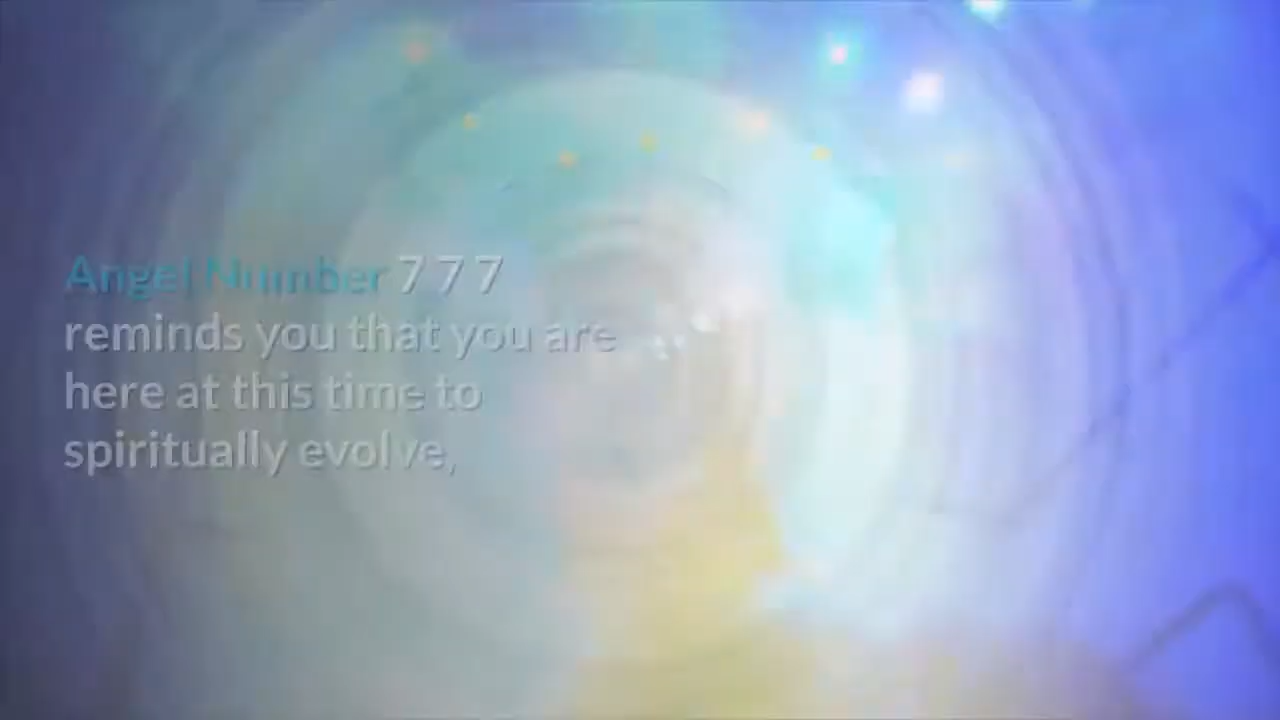 Angel Number 7 7 7
reminds you that you are
here at this time to
spiritually evolve,